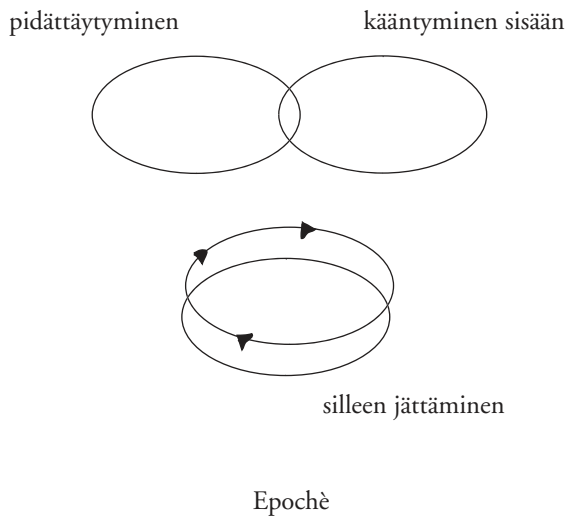 pidättäytyminen
kääntyminen sisään
silleen jättäminen
Epochè